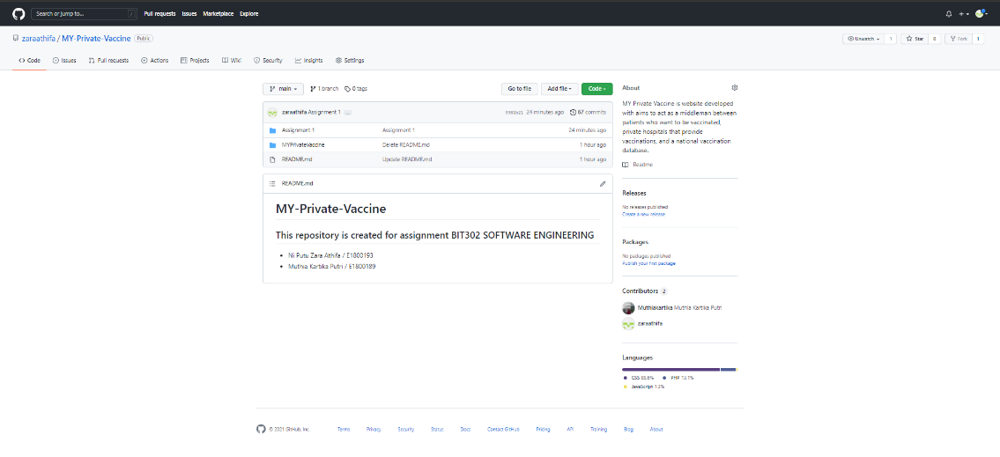 Search or jump to... /
Pull requests Issues Marketplace Explore
zaraathifa / MY-Private-Vaccine Public
Unwatch 1 Star 0 Fork 1
Code Issues Pull requests Actions Projects Wiki Security Insights Settings
main 1 branch 0 tags
Go to file Add file Code
zaraathifa Assignment 1 ...
24 minutes ago 67 commits
Assignment 1 Assignment 1 24 minutes ago
MYPrivateVaccine Delete README.md 1 hour ago
README.md Update README.md 1 hour ago
README.md
MY-Private-Vaccine
This repository is created for assignment BIT302 SOFTWARE ENGINEERING
Ni Putu Zara Athifa / E1800193
Muthia Kartika Putri / E1800189
About
MY Private Vaccine is website developed
with aims to act as a middleman between
patients who want to be vaccinated,
private hospitals that provide
vaccinations, and a national vaccination
database.
Readme
Releases
No releases published
Create a new release
Packages
No packages published
Publish your first package
Contributors 2
Muthiakartika Muthia Kartika Putri
zaraathifa
Languages
CSS 85.6% PHP 13.1%
JavaScript 1.3%
© 2021 GitHub, Inc. Terms Privacy Security Status Docs Contact GitHub Pricing API Training Blog About